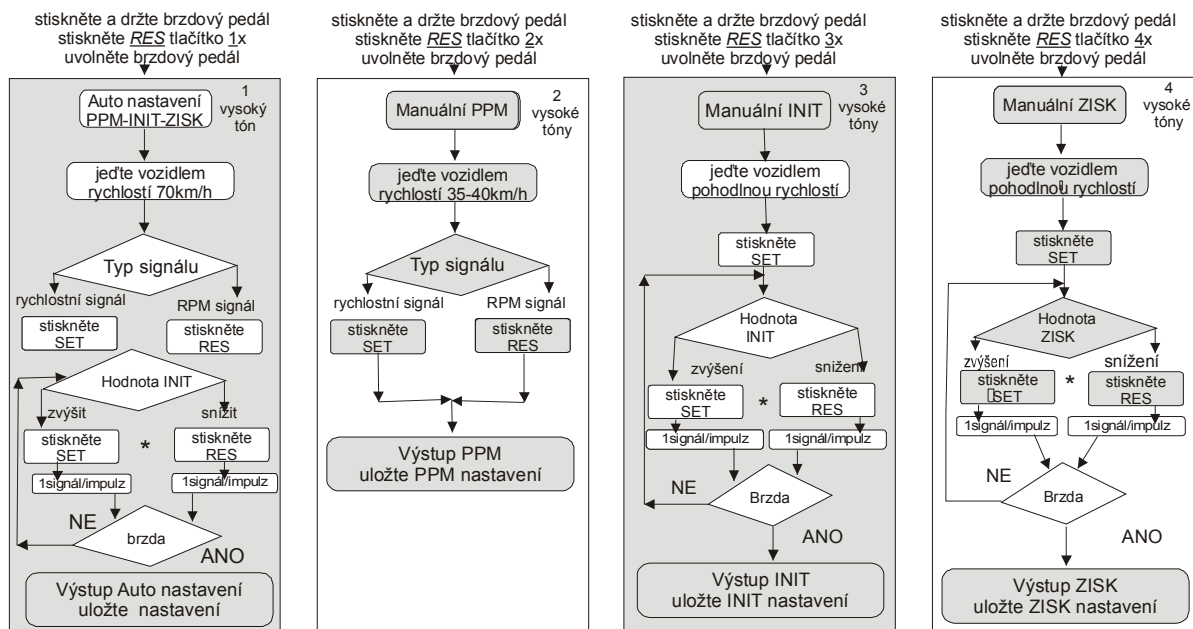 stiskněte a držte brzdový pedál
stiskněte RES tlačítko 1x
uvolněte brzdový pedál
1
vysoký
tón
Auto nastavení
PPM-INIT-ZISK
jeďte vozidlem
rychlostí 70km/h
Typ signálu
rychlostní signál
RPM signál
stiskněte
SET
stiskněte
RES
Hodnota INIT
zvýšit
snížit
stiskněte
SET
*
stiskněte
RES
1signál/impulz
1signál/impulz
NE
brzda
ANO
Výstup Auto nastavení
uložte nastavení
stiskněte a držte brzdový pedál
stiskněte RES tlačítko 2x
uvolněte brzdový pedál
2
vysoké
tóny
Manuální PPM
jeďte vozidlem
rychlostí 35-40km/h
Typ signálu
rychlostní signál
RPM signál
stiskněte
SET
stiskněte
RES
Výstup PPM
uložte PPM nastavení
stiskněte a držte brzdový pedál
stiskněte RES tlačítko 3x
uvolněte brzdový pedál
3
vysoké
tóny
Manuální INIT
jeďte vozidlem
pohodlnou rychlostí
stiskněte
SET
Hodnota
INIT
zvýšení
snížení
stiskněte
SET
*
stiskněte
RES
1signál/impulz
1signál/impulz
NE
Brzda
ANO
Výstup INIT
uložte INIT nastavení
stiskněte a držte brzdový pedál
stiskněte RES tlačítko 4x
uvolněte brzdový pedál
4
vysoké
tóny
Manuální ZISK
jeďte vozidlem
pohodlnou rychlostí
stiskněte
SET
Hodnota
ZISK
zvýšení
snížení
stiskněte
SET
*
stiskněte
RES
1signál/impulz
1signál/impulz
NE
Brzda
ANO
Výstup ZISK
uložte ZISK nastavení